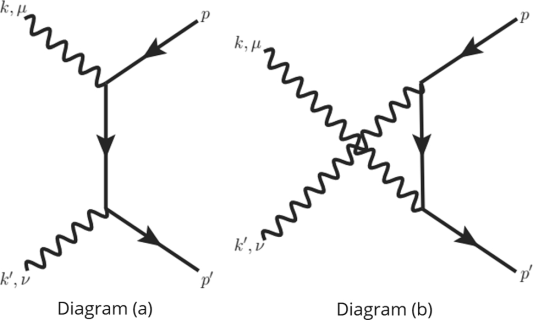 k, μ
p
k, μ
p
k′, ν
k′, ν
p′
p′
Diagram (a)
Diagram (b)